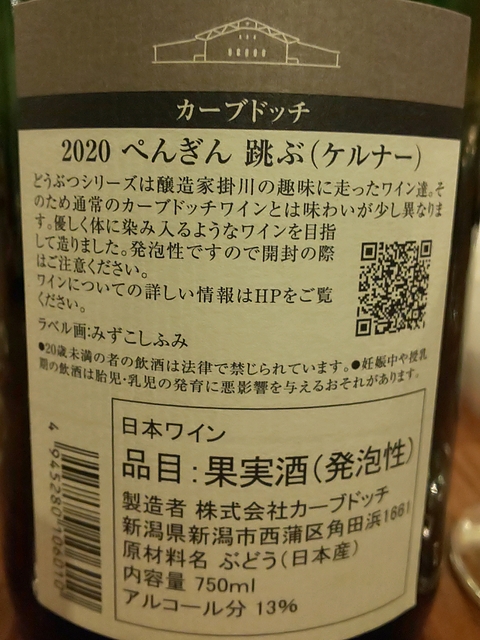 カーブドッチ
2020 ぺんぎん 跳ぶ(ケルナー)
どうぶつシリーズは醸造家掛川の趣味に走ったワイン達。そ
のため通常のカーブドッチワインとは味わいが少し異なりま
す。優しく体に染み入るようなワインを目指
して造りました。発泡性ですので開封の際
はご注意ください。
ワインについての詳しい情報はHPをご覧
ください。
ラベル画:みずこしふみ
●20歳未満の者の飲酒は法律で禁じられています。●妊娠中や授乳
期の飲酒は胎児・乳児の発育に悪影響を与えるおそれがあります。
日本ワイン
品目:果実酒(発泡性)
製造者 株式会社カーブドッチ
新潟県新潟市西蒲区角田浜1661
原材料名 ぶどう(日本産)
内容量 750ml
アルコール分 13%
4 945280 106010